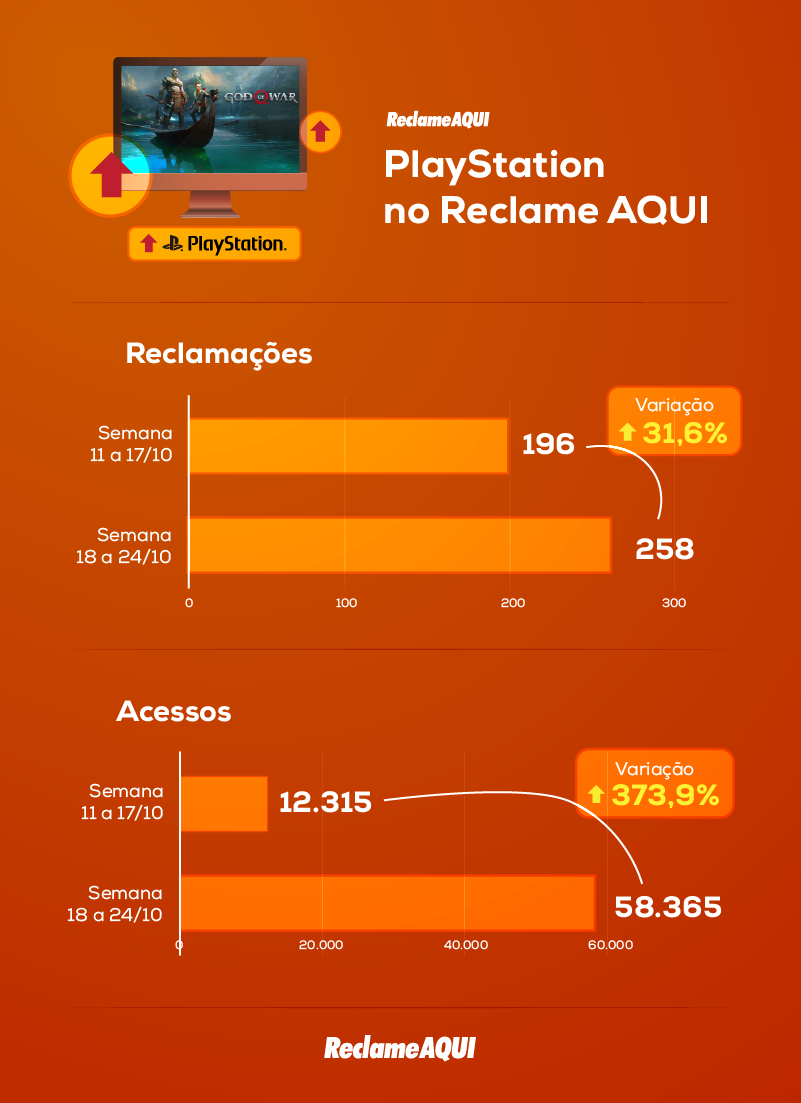 GOD OF WAR
PlayStation.
ReclameAQUI
PlayStation
no Reclame AQUI
Reclamações
Variação
31,6%
Semana
11 a 17/10
196
Semana
18 a 24/10
258
0
100
200
300
Acessos
Variação
373,9%
Semana
11 a 17/10
12.315
Semana
18 a 24/10
58.365
0
20.000
40.000
60.000
ReclameAQUI